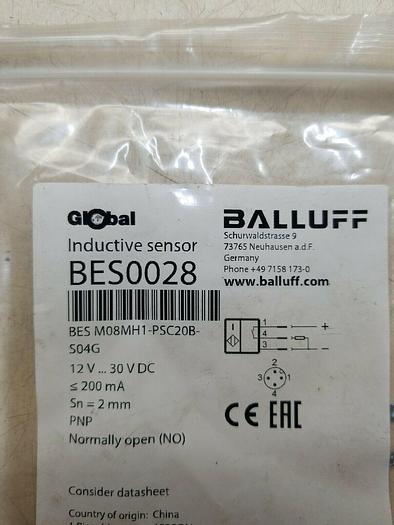 Global
Inductive sensor
BES0028
BALLUFF
Schurwaldstrasse 9
73765 Neuhausen a.d.F.
Germany
Phone +49 7158 173-0
www.balluff.com
BES M08MH1-PSC20B-
S04G
12 V ... 30 V DC
≤ 200 mA
Sn = 2 mm
PNP
Normally open (NO)
1 +
4
3 −
2
3 1
4
CE EAC
Consider datasheet
Country of origin: China